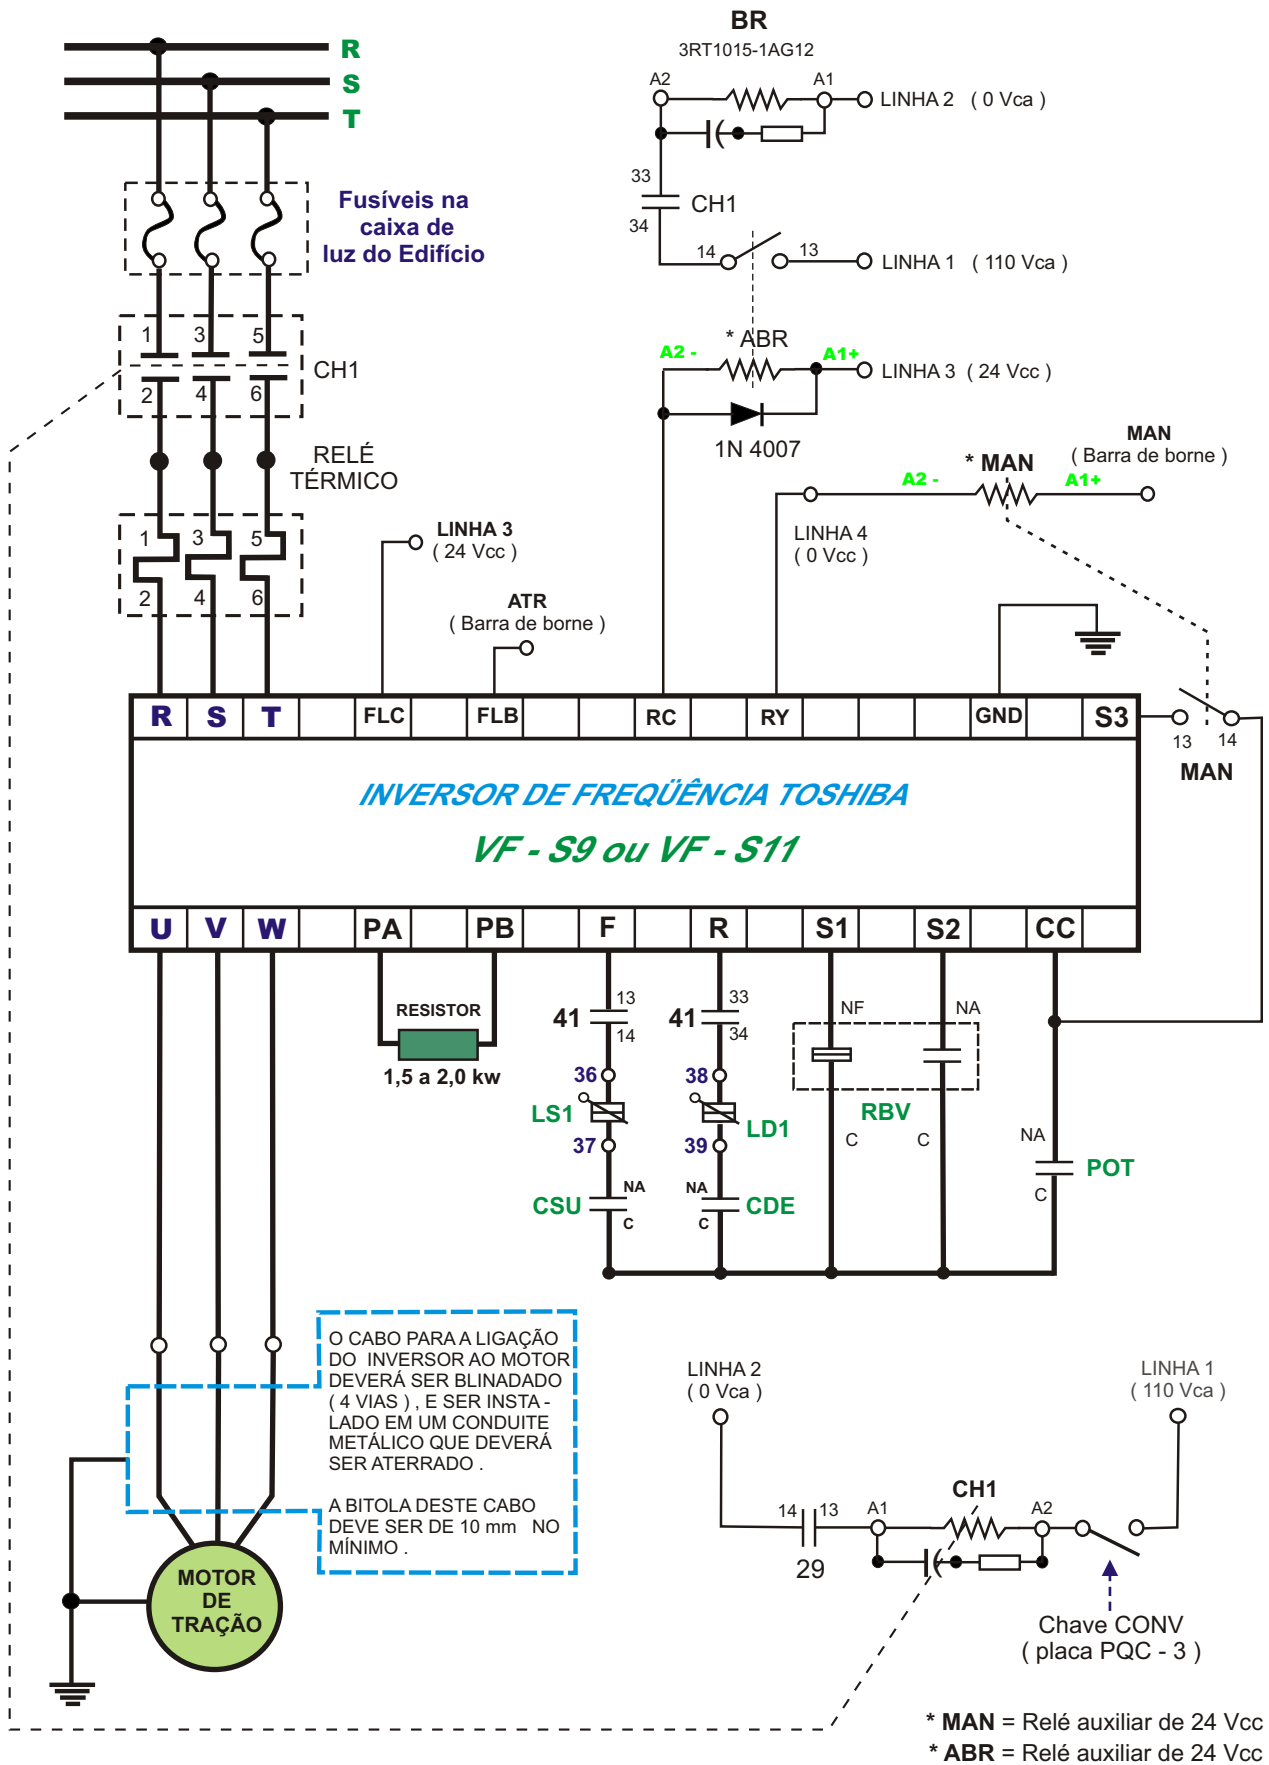 BR
3RT1015-1AG12
A2
A1
LINHA 2 ( 0 Vca )
R
S
T
33
CH1
34
14
13
LINHA 1 ( 110 Vca )
Fusíveis na
caixa de
luz do Edifício
1
3
5
CH1
2
4
6
* ABR
A2 -
A1+
LINHA 3 ( 24 Vcc )
1N 4007
RELÉ
TÉRMICO
MAN
( Barra de borne )
* MAN
A2 -
A1+
LINHA 4
( 0 Vcc )
1
3
5
2
4
6
LINHA 3
( 24 Vcc )
ATR
( Barra de borne )
R S T FLC FLB RC RY GND S3
13
14
MAN
INVERSOR DE FREQÜÊNCIA TOSHIBA
VF - S9 ou VF - S11
U V W PA PB F R S1 S2 CC
RESISTOR
1,5 a 2,0 kw
41
13
14
41
33
34
NF
NA
36
38
LS1
LD1
RBV
37
39
C
C
NA
POT
C
CSU
NA
C
NA
CDE
C
O CABO PARA A LIGAÇÃO
DO INVERSOR AO MOTOR
DEVERÁ SER BLINADADO
( 4 VIAS ) , E SER INSTA -
LADO EM UM CONDUITE
METÁLICO QUE DEVERÁ
SER ATERRADO .
A BITOLA DESTE CABO
DEVE SER DE 10 mm NO
MÍNIMO .
MOTOR
DE
TRAÇÃO
LINHA 2
( 0 Vca )
LINHA 1
( 110 Vca )
CH1
14
13
A1
A2
29
Chave CONV
( placa PQC - 3 )
* MAN = Relé auxiliar de 24 Vcc
* ABR = Relé auxiliar de 24 Vcc